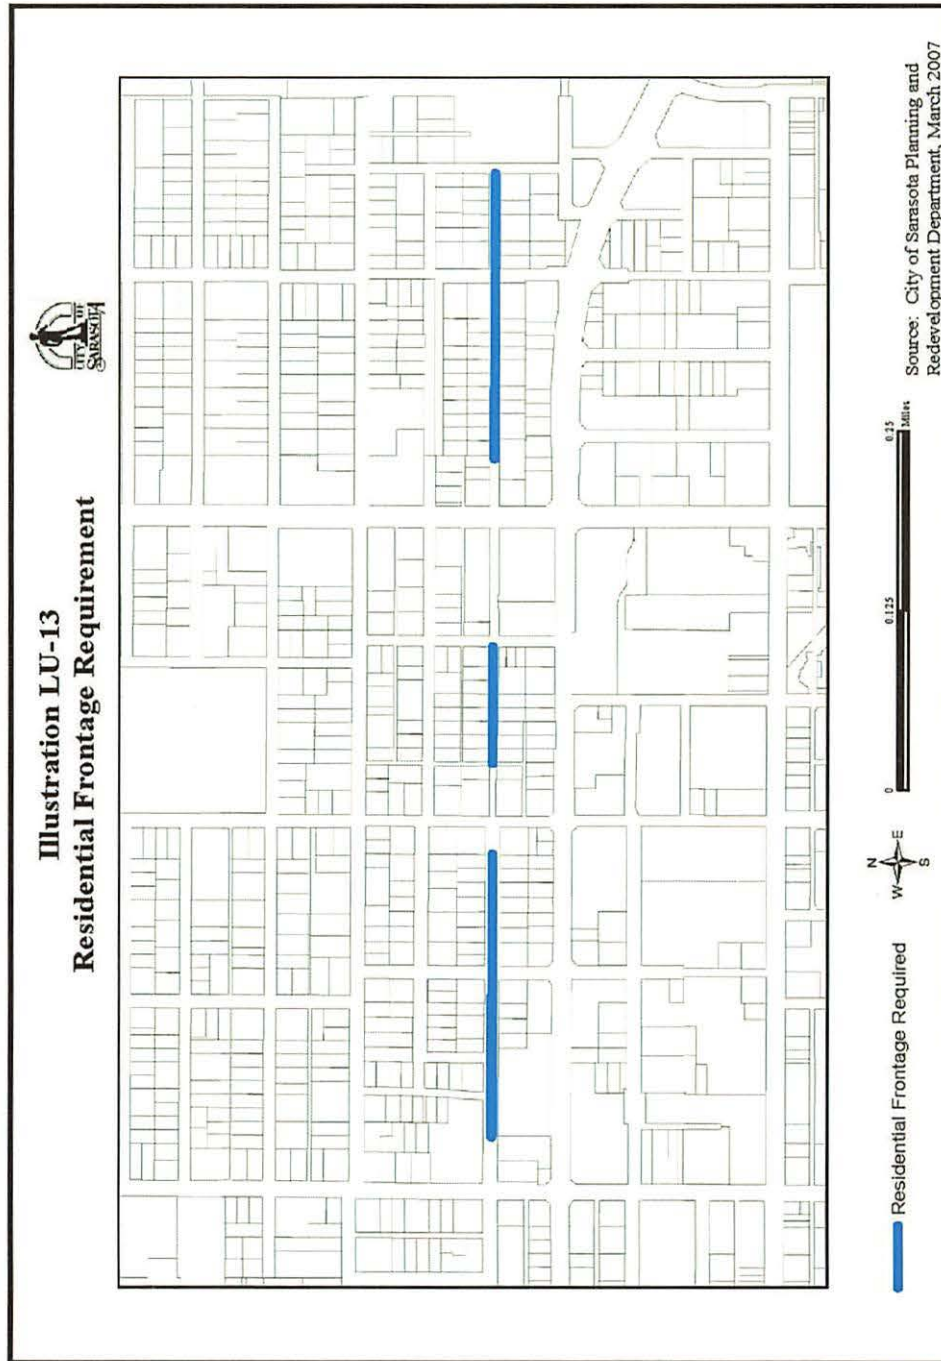 Illustration LU-13
Residential Frontage Requirement
CITY OF
SARASOTA
Residential Frontage Required
N
W
E
S
0
0.125
0.25
Miles
Source: City of Sarasota Planning and
Redevelopment Department, March 2007